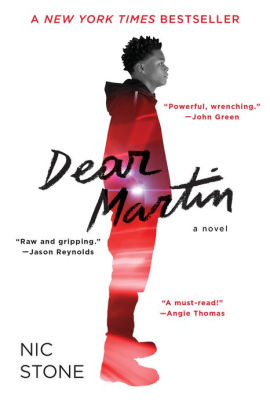 A NEW YORK TIMES BESTSELLER
"Powerful, wrenching."
—John Green
Dear
Martin
a novel
"Raw and gripping."
—Jason Reynolds
"A must-read!"
—Angie Thomas
NIC
STONE